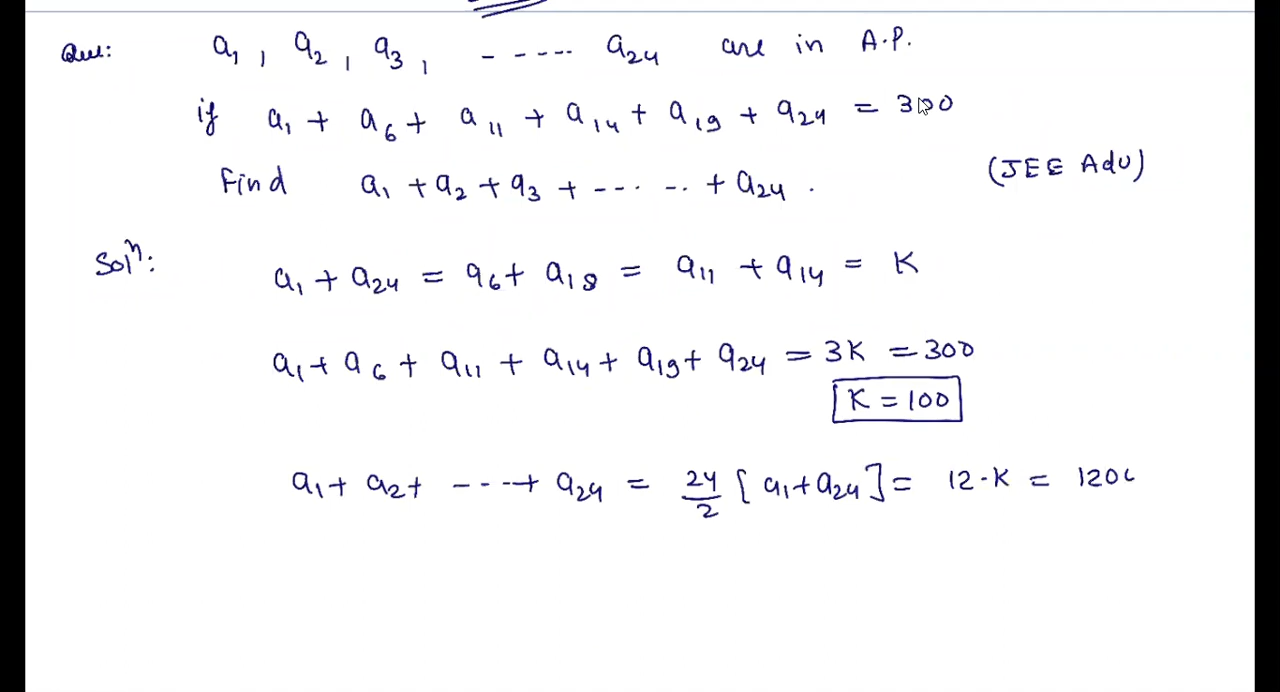 Que: a₁, a₂, a₃, ----- a₂₄ are in A.P.
if a₁ + a₆ + a₁₁ + a₁₄ + a₁₉ + a₂₄ = 300
Find a₁ + a₂ + a₃ + ----- + a₂₄.
(JEE Adv)
Solⁿ: a₁ + a₂₄ = a₆ + a₁₈ = a₁₁ + a₁₄ = K
a₁ + a₆ + a₁₁ + a₁₄ + a₁₉ + a₂₄ = 3K = 300
K = 100
a₁ + a₂ + ---+ a₂₄ = 24/2 [a₁ + a₂₄] = 12·K = 120